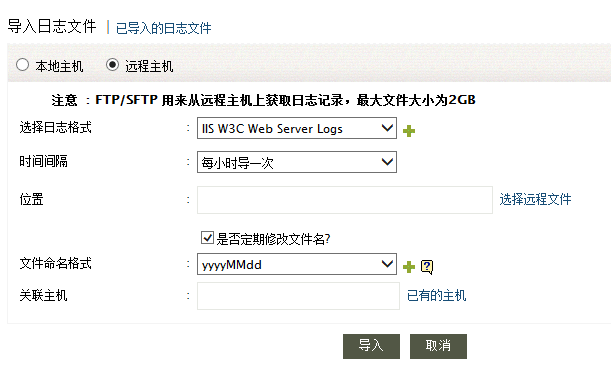 导入日志文件 | 已导入的日志文件
本地主机 远程主机
注意 : FTP/SFTP 用来从远程主机上获取日志记录，最大文件大小为2GB
选择日志格式 : IIS W3C Web Server Logs
时间间隔 : 每小时导一次
位置 : 选择远程文件
是否定期修改文件名?
文件命名格式 : yyyyMMdd ?
关联主机 : 已有的主机
导入 取消